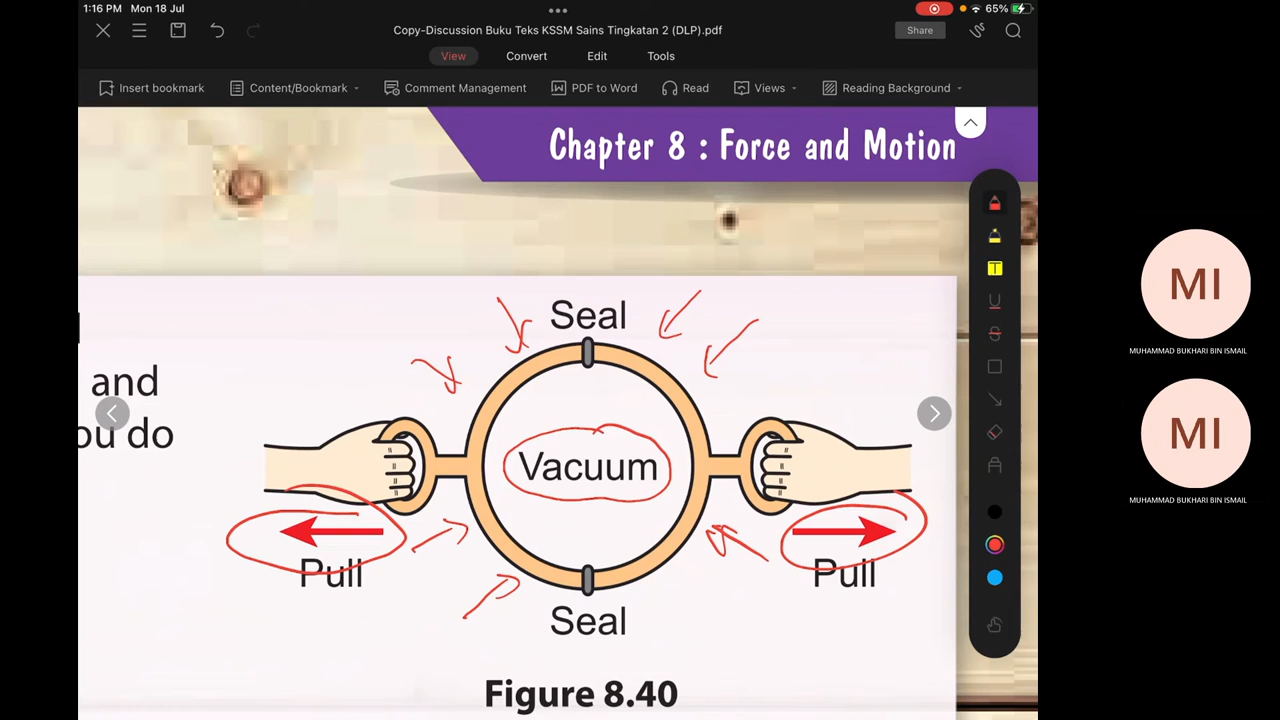 1:16 PM Mon 18 Jul
65%
Copy-Discussion Buku Teks KSSM Sains Tingkatan 2 (DLP).pdf
Share
View Convert Edit Tools
Insert bookmark Content/Bookmark Comment Management PDF to Word Read Views Reading Background
Chapter 8 : Force and Motion
T
U
S
Seal
and
ou do
Vacuum
Pull Pull
Seal
Figure 8.40
MI
MUHAMMAD BUKHARI BIN ISMAIL
MI
MUHAMMAD BUKHARI BIN ISMAIL